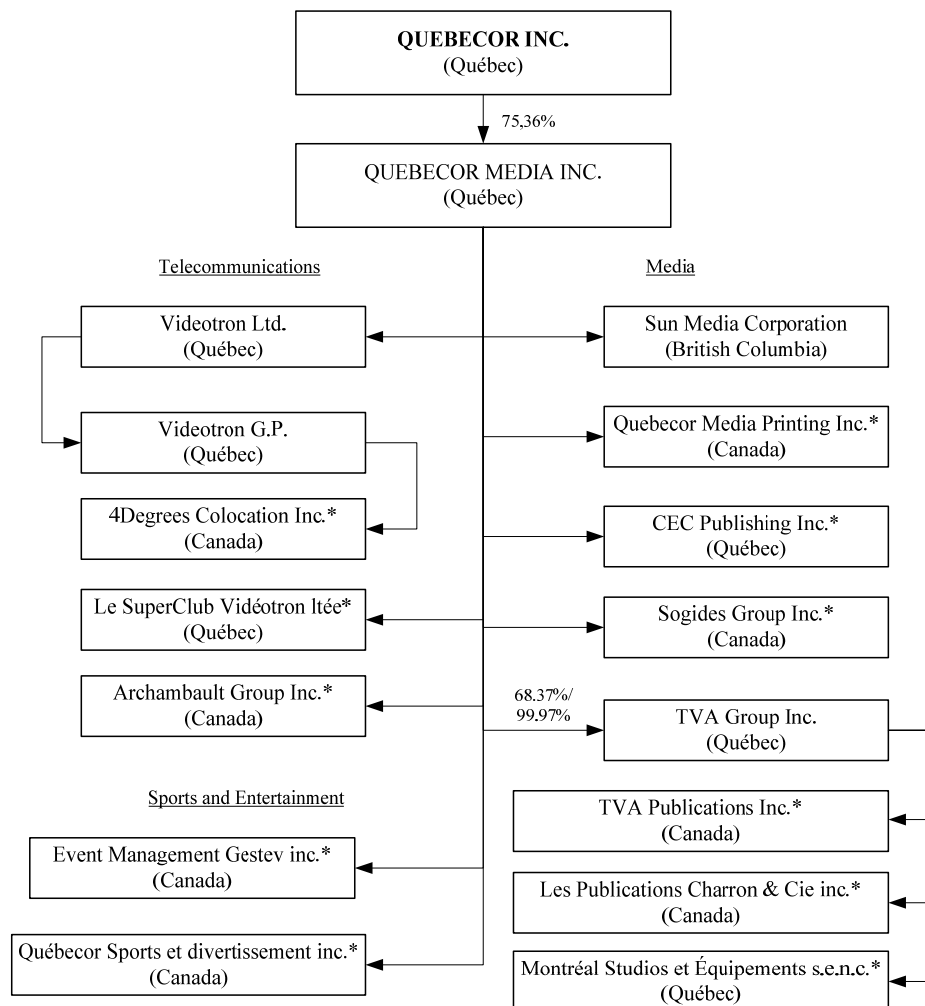 QUEBECOR INC.
(Québec)
75,36%
QUEBECOR MEDIA INC.
(Québec)
Telecommunications
Videotron Ltd.
(Québec)
Videotron G.P.
(Québec)
4Degrees Colocation Inc.*
(Canada)
Le SuperClub Vidéotron ltée*
(Québec)
Archambault Group Inc.*
(Canada)
Sports and Entertainment
Event Management Gestev inc.*
(Canada)
Québecor Sports et divertissement inc.*
(Canada)
Media
Sun Media Corporation
(British Columbia)
Quebecor Media Printing Inc.*
(Canada)
CEC Publishing Inc.*
(Québec)
Sogides Group Inc.*
(Canada)
68.37%/
99.97%
TVA Group Inc.
(Québec)
TVA Publications Inc.*
(Canada)
Les Publications Charron & Cie inc.*
(Canada)
Montréal Studios et Équipements s.e.n.c.*
(Québec)